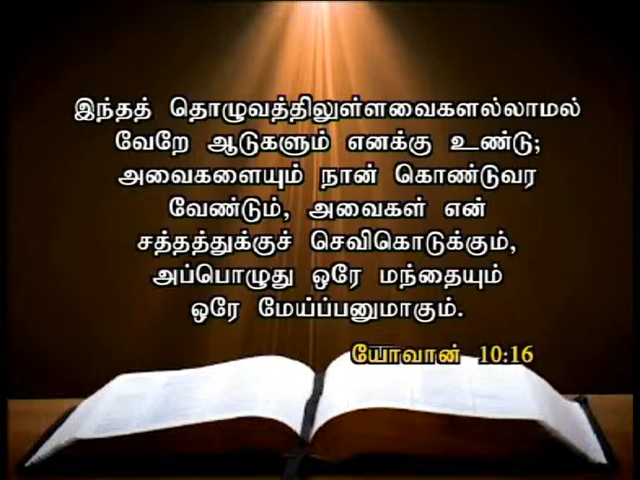 இந்தத் தொழுவத்திலுள்ளவைகளல்லாமல்
வேறே ஆடுகளும் எனக்கு உண்டு;
அவைகளையும் நான் கொண்டுவர
வேண்டும், அவைகள் என்
சத்தத்துக்குச் செவிகொடுக்கும்,
அப்பொழுது ஒரே மந்தையும்
ஒரே மேய்ப்பனுமாகும்.
யோவான் 10:16